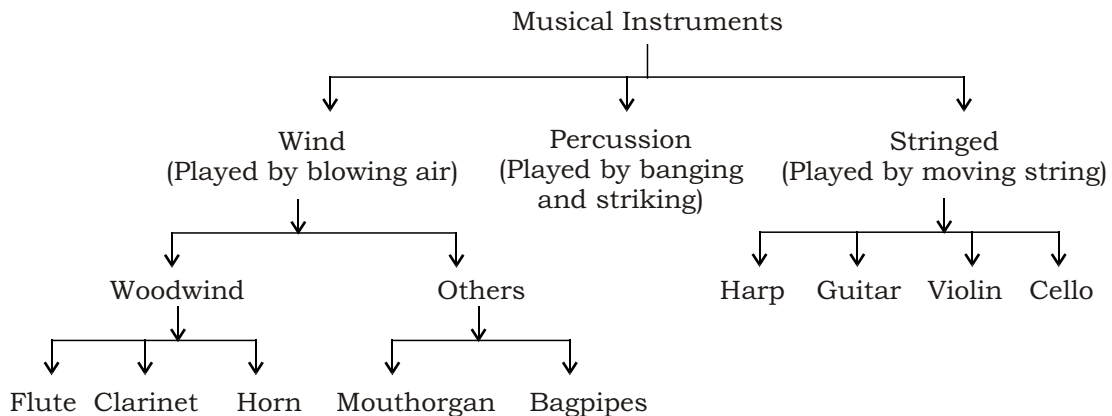 Musical Instruments
Wind
(Played by blowing air)
Percussion
(Played by banging
and striking)
Stringed
(Played by moving string)
Woodwind
Others
Harp
Guitar
Violin
Cello
Flute
Clarinet
Horn
Mouthorgan
Bagpipes